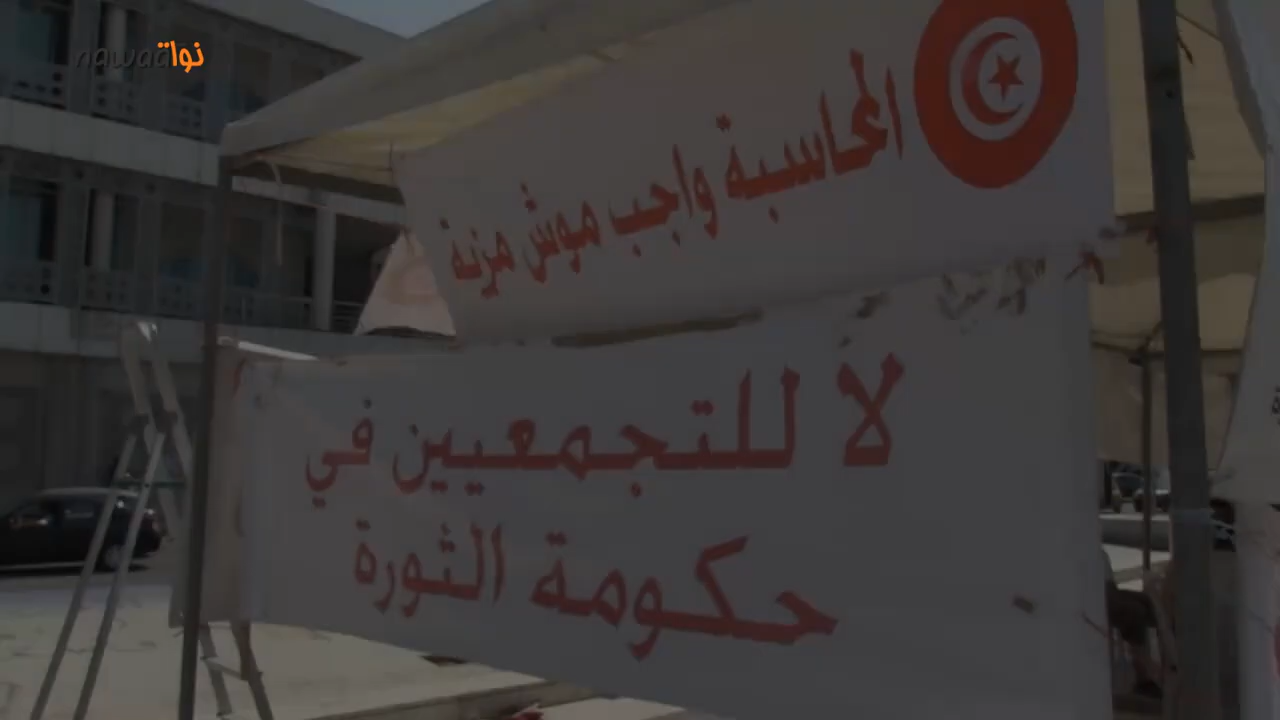 nawaat نواة
المحاسبة واجب موش مزية
لا للتجمعيين في
حكومة الثورة